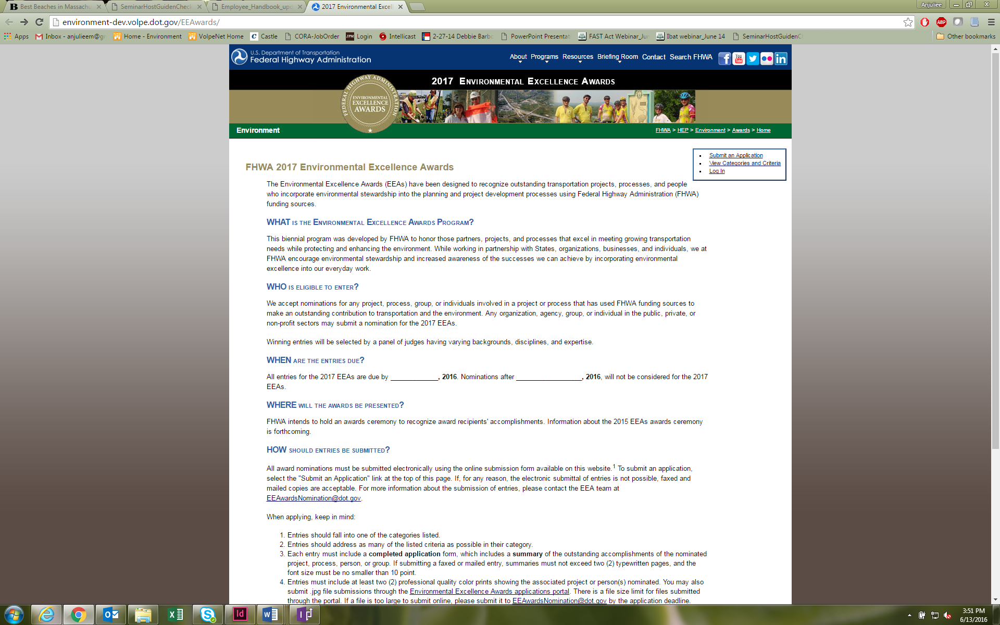 Best Beaches in Massachu
SeminarHostGuidenCheck
Employee_Handbook_upd
2017 Environmental Excell
Anjuliee
environment-dev.volpe.dot.gov/EEAwards/
ABP
Apps
Inbox - anjulieem@gr
Home - Environment
VolpeNet Home
Castle
CORA-JobOrder
JPM Login
Intellicast
2-27-14 Debbie Barbo
PowerPoint Presentat
FAST Act Webinar_Jun
Ibat webinar_June 14
SeminarHostGuidenCh
Other bookmarks
U.S. Department of Transportation
Federal Highway Administration
About Programs Resources Briefing Room Contact Search FHWA
You Tube
2017 Environmental Excellence Awards
FEDERAL HIGHWAY ADMINISTRATION
ENVIRONMENTAL
EXCELLENCE
AWARDS
Environment
FHWA > HEP > Environment > Awards > Home
Submit an Application
View Categories and Criteria
Log In
FHWA 2017 Environmental Excellence Awards
The Environmental Excellence Awards (EEAs) have been designed to recognize outstanding transportation projects, processes, and people
who incorporate environmental stewardship into the planning and project development processes using Federal Highway Administration (FHWA)
funding sources.
WHAT is the Environmental Excellence Awards Program?
This biennial program was developed by FHWA to honor those partners, projects, and processes that excel in meeting growing transportation
needs while protecting and enhancing the environment. While working in partnership with States, organizations, businesses, and individuals, we at
FHWA encourage environmental stewardship and increased awareness of the successes we can achieve by incorporating environmental
excellence into our everyday work.
WHO is eligible to enter?
We accept nominations for any project, process, group, or individuals involved in a project or process that has used FHWA funding sources to
make an outstanding contribution to transportation and the environment. Any organization, agency, group, or individual in the public, private, or
non-profit sectors may submit a nomination for the 2017 EEAs.
Winning entries will be selected by a panel of judges having varying backgrounds, disciplines, and expertise.
WHEN are the entries due?
All entries for the 2017 EEAs are due by _____________, 2016. Nominations after __________________, 2016, will not be considered for the 2017
EEAs.
WHERE will the awards be presented?
FHWA intends to hold an awards ceremony to recognize award recipients' accomplishments. Information about the 2015 EEAs awards ceremony
is forthcoming.
HOW should entries be submitted?
All award nominations must be submitted electronically using the online submission form available on this website.1 To submit an application,
select the "Submit an Application" link at the top of this page. If, for any reason, the electronic submittal of entries is not possible, faxed and
mailed copies are acceptable. For more information about the submission of entries, please contact the EEA team at
EEAwardsNomination@dot.gov.
When applying, keep in mind:
1. Entries should fall into one of the categories listed.
2. Entries should address as many of the listed criteria as possible in their category.
3. Each entry must include a completed application form, which includes a summary of the outstanding accomplishments of the nominated
project, process, person, or group. If submitting a faxed or mailed entry, summaries must not exceed two (2) typewritten pages, and the
font size must be no smaller than 10 point.
4. Entries must include at least two (2) professional quality color prints showing the associated project or person(s) nominated. You may also
submit .jpg file submissions through the Environmental Excellence Awards applications portal. There is a file size limit for files submitted
through the portal. If a file is too large to submit online, please submit it to EEAwardsNomination@dot.gov by the application deadline.
3:51 PM
6/13/2016